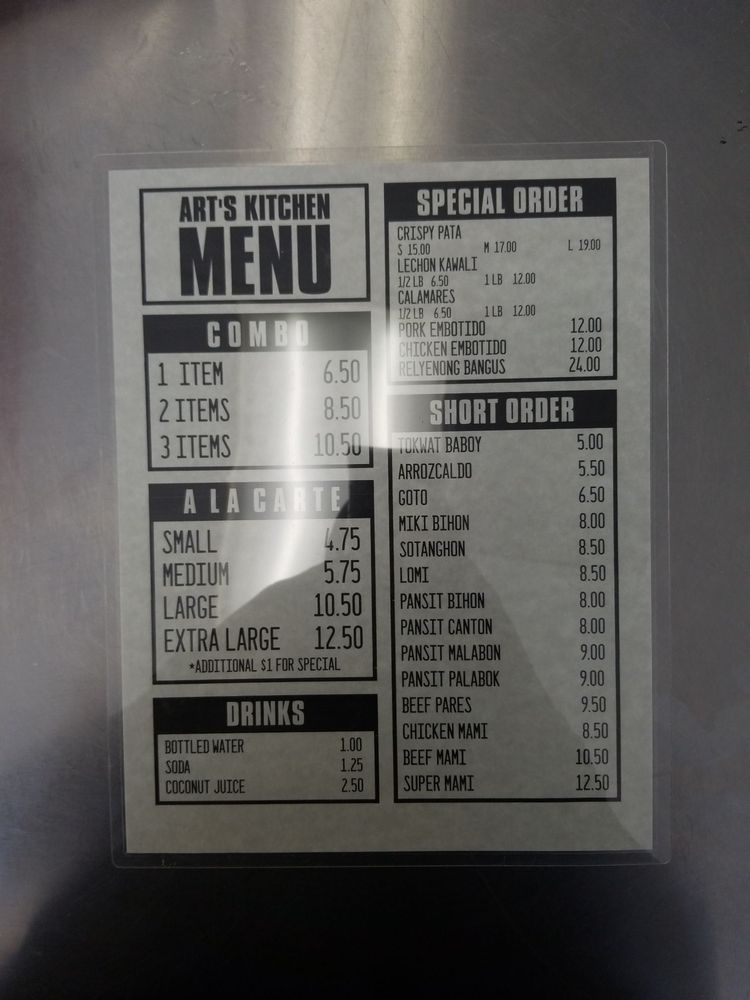 ART'S KITCHEN
MENU
COMBO
1 ITEM 6.50
2 ITEMS 8.50
3 ITEMS 10.50
A LA CARTE
SMALL 4.75
MEDIUM 5.75
LARGE 10.50
EXTRA LARGE 12.50
*ADDITIONAL $1 FOR SPECIAL
DRINKS
BOTTLED WATER 1.00
SODA 1.25
COCONUT JUICE 2.50
SPECIAL ORDER
CRISPY PATA
S 15.00 M 17.00 L 19.00
LECHON KAWALI
1/2 LB 6.50 1 LB 12.00
CALAMARES
1/2 LB 6.50 1 LB 12.00
PORK EMBOTIDO 12.00
CHICKEN EMBOTIDO 12.00
RELYENONG BANGUS 24.00
SHORT ORDER
TOKWAT BABOY 5.00
ARROZCALDO 5.50
GOTO 6.50
MIKI BIHON 8.00
SOTANGHON 8.50
LOMI 8.50
PANSIT BIHON 8.00
PANSIT CANTON 8.00
PANSIT MALABON 9.00
PANSIT PALABOK 9.00
BEEF PARES 9.50
CHICKEN MAMI 8.50
BEEF MAMI 10.50
SUPER MAMI 12.50